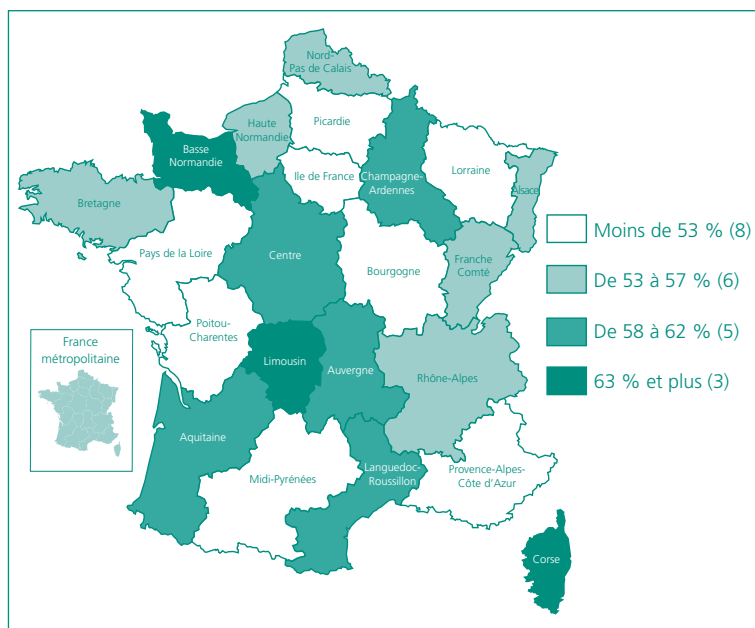 Nord-
Pas de Calais
Picardie
Haute
Normandie
Basse
Normandie
Ile de France
Champagne-
Ardennes
Lorraine
Alsace
Bretagne
Pays de la Loire
Centre
Bourgogne
Franche
Comté
Poitou-
Charentes
Limousin
Auvergne
Rhône-Alpes
Aquitaine
Midi-Pyrénées
Languedoc-
Roussillon
Provence-Alpes-
Côte d'Azur
Corse
France
métropolitaine
Moins de 53 % (8)
De 53 à 57 % (6)
De 58 à 62 % (5)
63 % et plus (3)